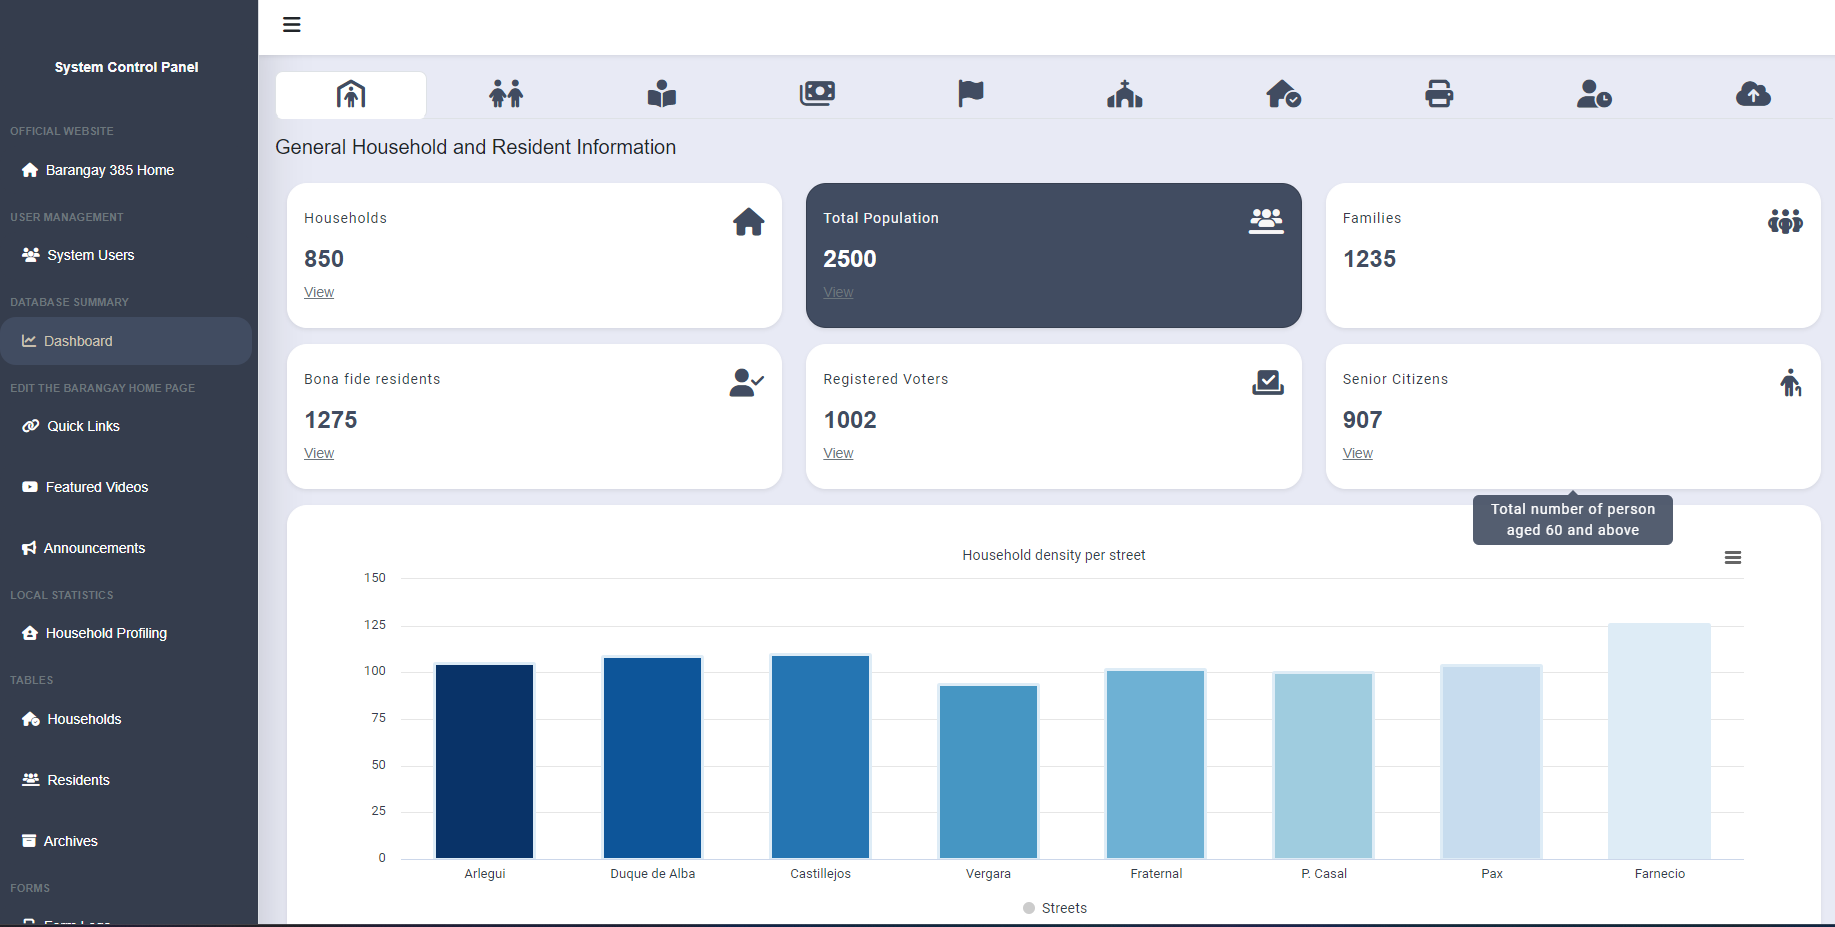 System Control Panel
OFFICIAL WEBSITE
Barangay 385 Home
USER MANAGEMENT
System Users
DATABASE SUMMARY
Dashboard
EDIT THE BARANGAY HOME PAGE
Quick Links
Featured Videos
Announcements
LOCAL STATISTICS
Household Profiling
TABLES
Households
Residents
Archives
FORMS
General Household and Resident Information
Households
850
View
Total Population
2500
View
Families
1235
Bona fide residents
1275
View
Registered Voters
1002
View
Senior Citizens
907
View
Total number of person
aged 60 and above
Household density per street
150
125
100
75
50
25
0
Arlegui
Duque de Alba
Castillejos
Vergara
Fraternal
P. Casal
Pax
Farnecio
Streets